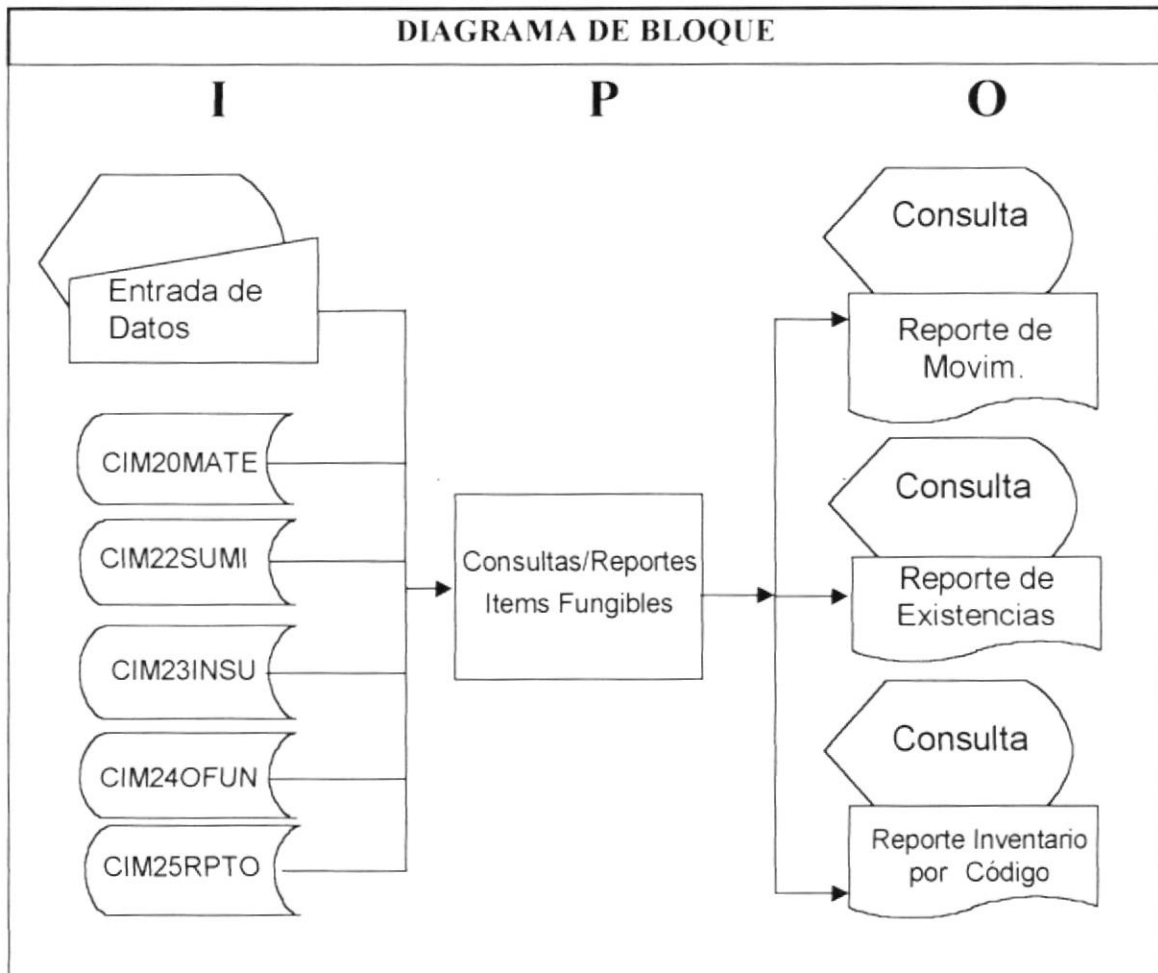 DIAGRAMA DE BLOQUE
I
P
O
Entrada de
Datos
CIM20MATE
CIM22SUMI
CIM23INSU
CIM24OFUN
CIM25RPTO
Consultas/Reportes
Items Fungibles
Consulta
Reporte de
Movim.
Consulta
Reporte de
Existencias
Consulta
Reporte Inventario
por Código